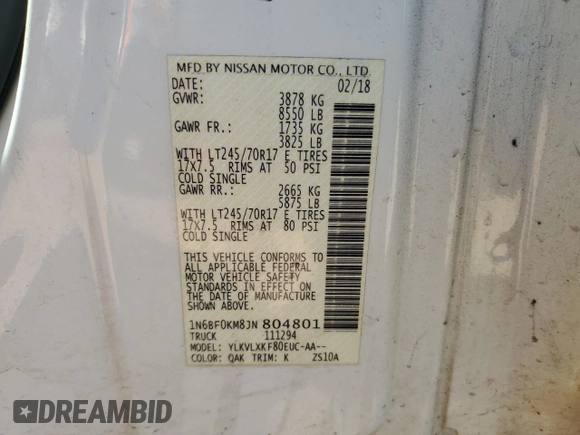 MFD BY NISSAN MOTOR CO., LTD.
DATE: 02/18
GVWR: 3878 KG
8550 LB
GAWR FR.: 1735 KG
3825 LB
WITH LT245/70R17 E TIRES
17X7.5 RIMS AT 50 PSI
COLD SINGLE
GAWR RR.: 2665 KG
5875 LB
WITH LT245/70R17 E TIRES
17X7.5 RIMS AT 80 PSI
COLD SINGLE
THIS VEHICLE CONFORMS TO
ALL APPLICABLE FEDERAL
MOTOR VEHICLE SAFETY
STANDARDS IN EFFECT
ON THE DATE OF MANUFACTURE
SHOWN ABOVE.
1N6BF0KM8JN804801
TRUCK 111294
MODEL: YLKVLXKF80EUC-AA--
COLOR: QAK TRIM: K ZS10A
DREAMBID